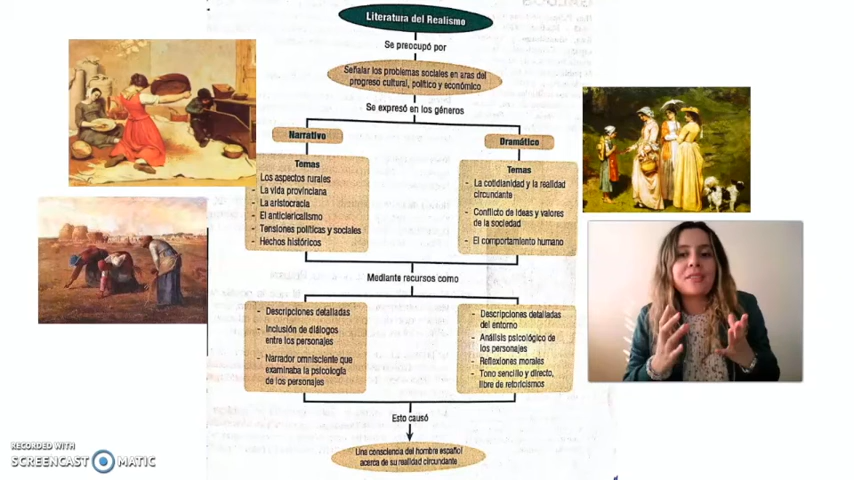 Literatura del Realismo
Se preocupó por
Señalar los problemas sociales en aras del
progreso cultural, político y económico
Se expresó en los géneros
Narrativo
Temas
Los aspectos rurales
- La vida provinciana
- La aristocracia
- El anticlericalismo
- Tensiones políticas y sociales
- Hechos históricos
Dramático
Temas
- La cotidianidad y la realidad
circundante
- Conflicto de ideas y valores
de la sociedad
- El comportamiento humano
Mediante recursos como
- Descripciones detalladas
- Inclusión de diálogos
entre los personajes
- Narrador omnisciente que
examinaba la psicología
de los personajes
- Descripciones detalladas
del entorno
- Análisis psicológico de
los personajes
- Reflexiones morales
- Tono sencillo y directo,
libre de retoricismos
Esto causó
Una consciencia del hombre español
acerca de su realidad circundante
RECORDED WITH
SCREENCAST MATIC